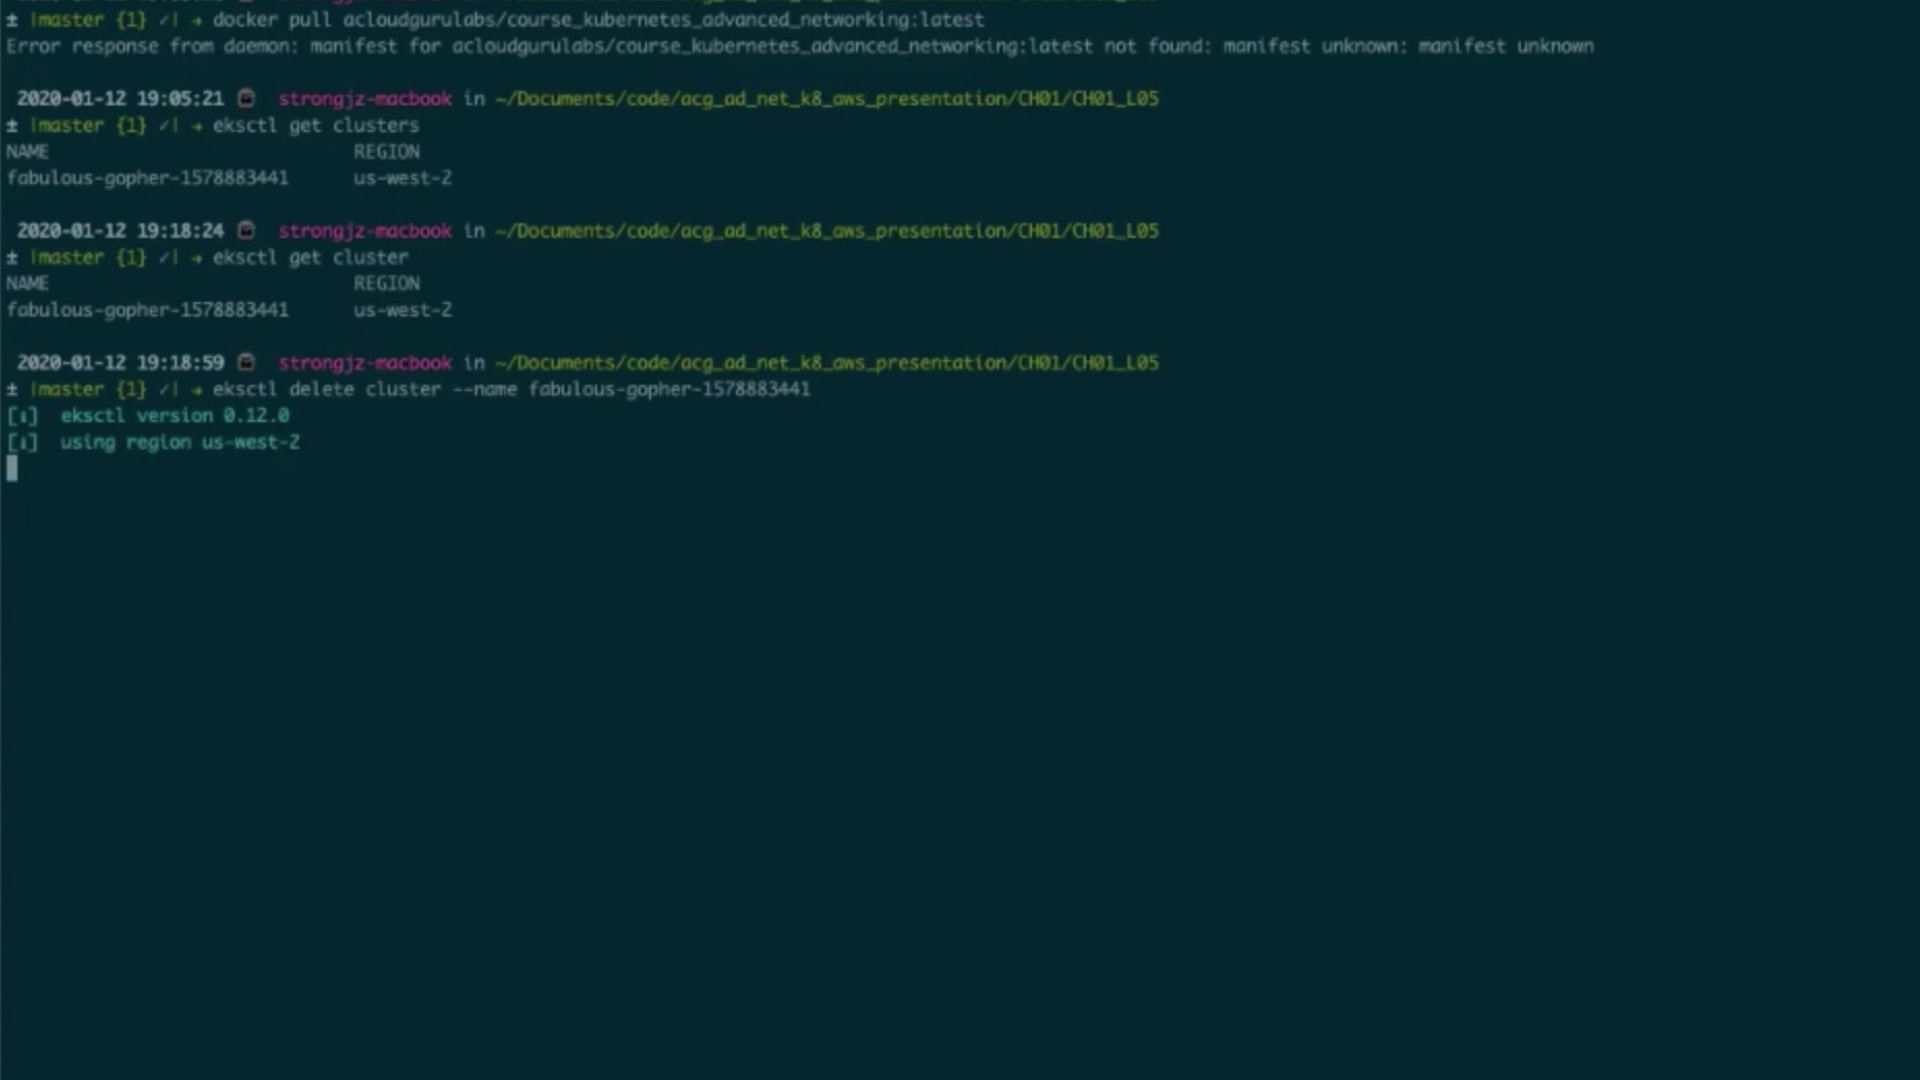 ± |master {1} ✓| → docker pull acloudgurulabs/course_kubernetes_advanced_networking:latest
Error response from daemon: manifest for acloudgurulabs/course_kubernetes_advanced_networking:latest not found: manifest unknown: manifest unknown
2020-01-12 19:05:21 strongjz-macbook in ~/Documents/code/acg_ad_net_k8_aws_presentation/CH01/CH01_L05
± |master {1} ✓| → eksctl get clusters
NAME REGION
fabulous-gopher-1578883441 us-west-2
2020-01-12 19:18:24 strongjz-macbook in ~/Documents/code/acg_ad_net_k8_aws_presentation/CH01/CH01_L05
± |master {1} ✓| → eksctl get cluster
NAME REGION
fabulous-gopher-1578883441 us-west-2
2020-01-12 19:18:59 strongjz-macbook in ~/Documents/code/acg_ad_net_k8_aws_presentation/CH01/CH01_L05
± |master {1} ✓| → eksctl delete cluster --name fabulous-gopher-1578883441
[ℹ] eksctl version 0.12.0
[ℹ] using region us-west-2